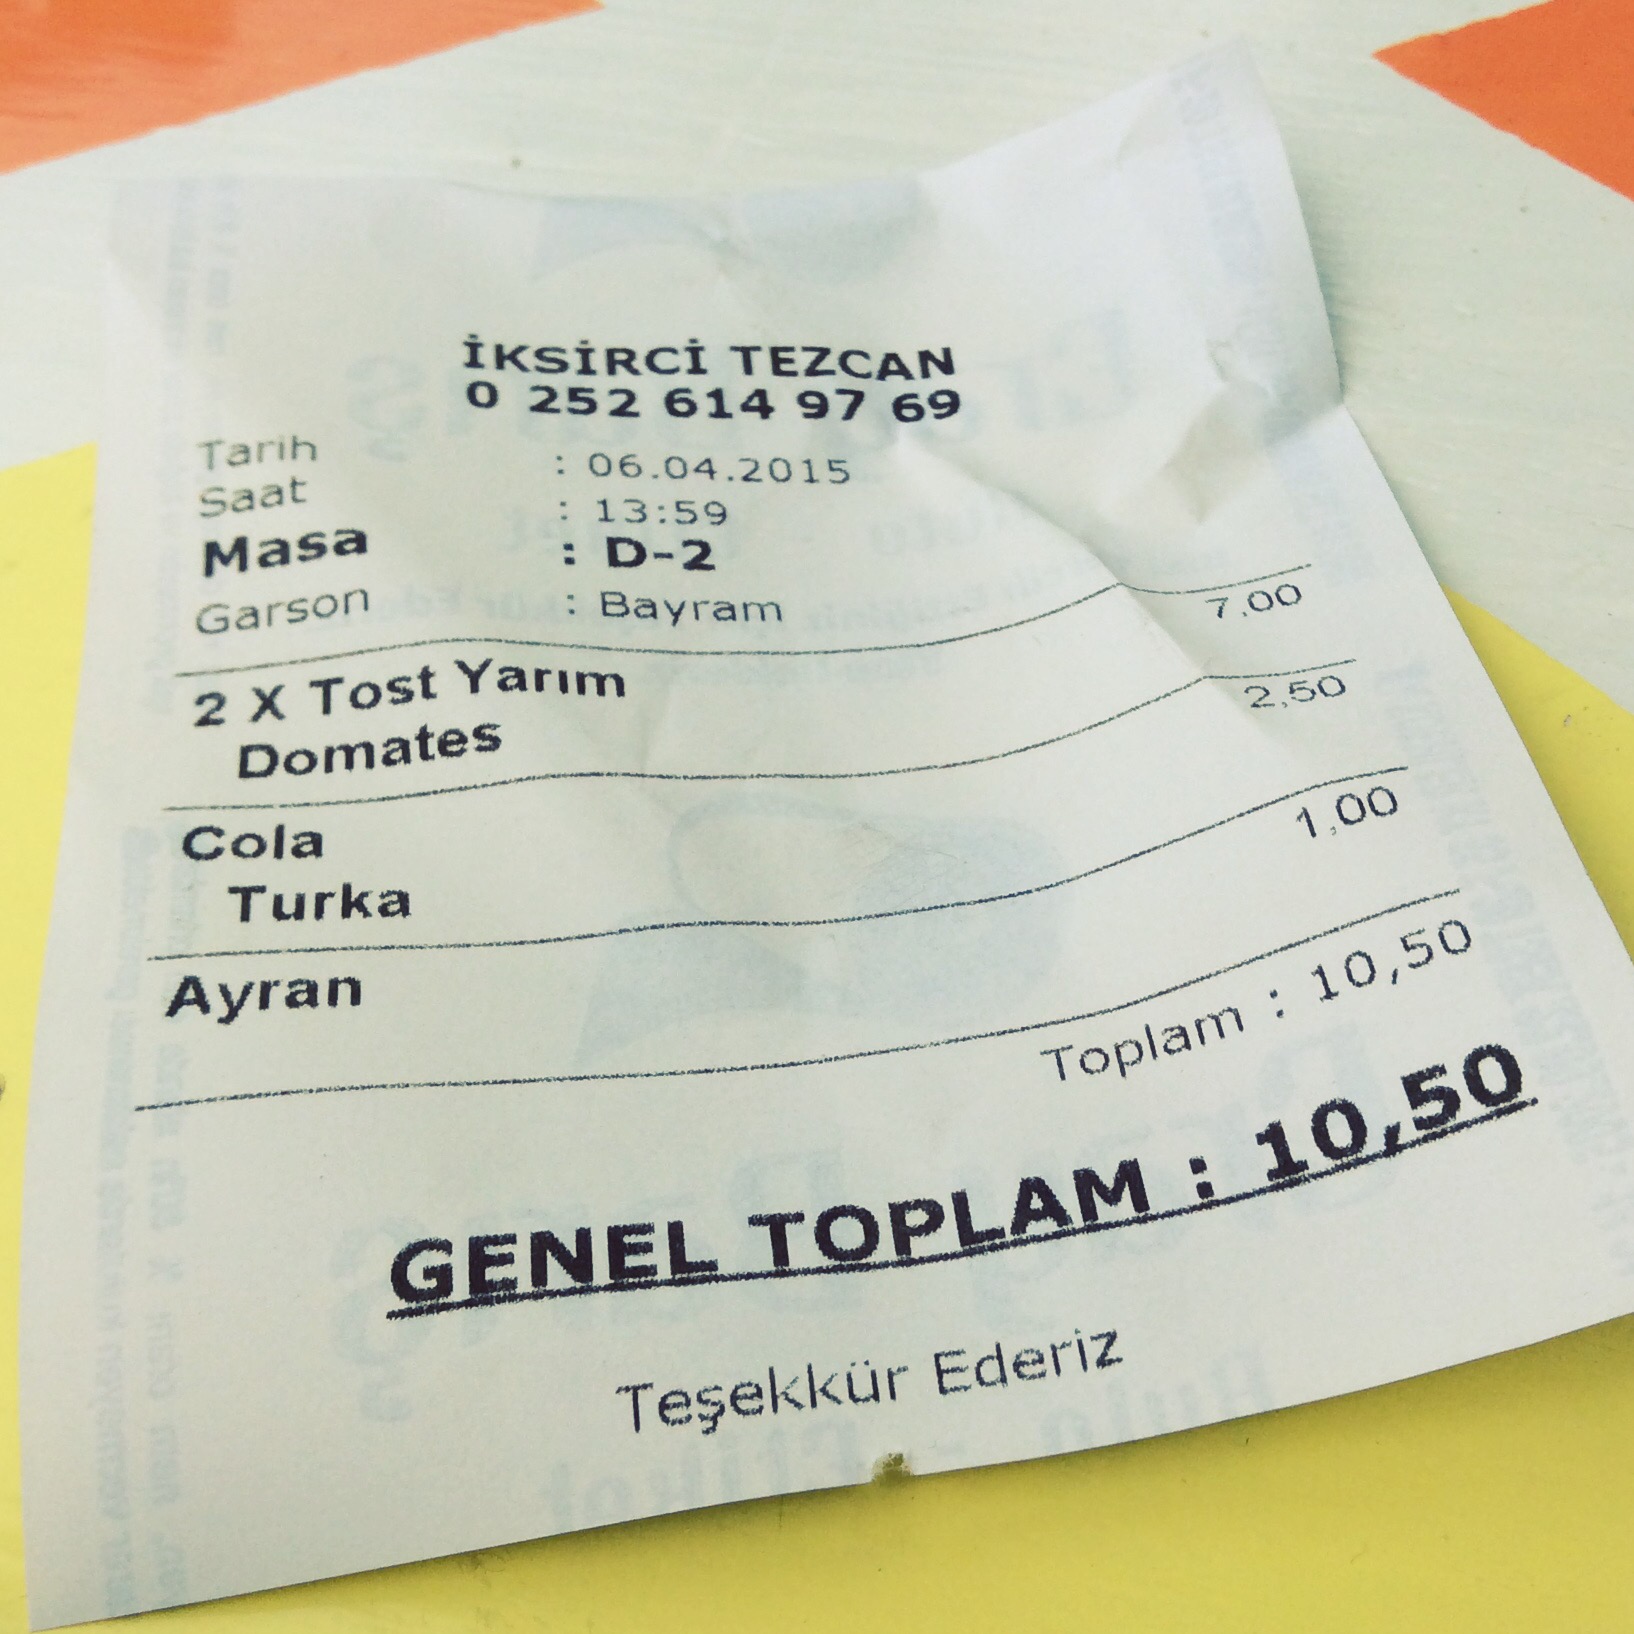 İKSİRCİ TEZCAN
0 252 614 97 69
Tarih : 06.04.2015
Saat : 13:59
Masa : D-2
Garson : Bayram
2 X Tost Yarım 7,00
Domates
Cola 2,50
Turka
Ayran 1,00
Toplam : 10,50
GENEL TOPLAM : 10,50
Teşekkür Ederiz